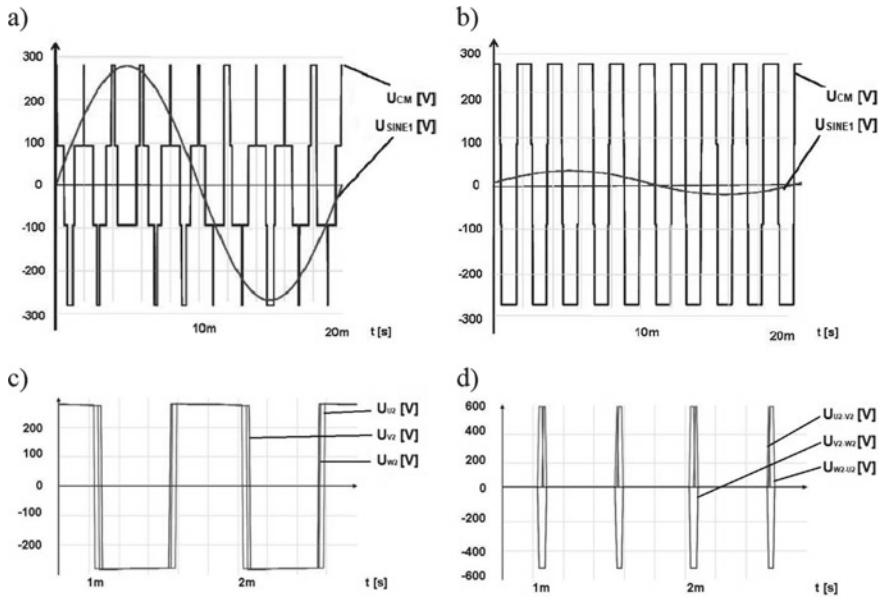 a)
300
200
100
0
-100
-200
300
UCM [V]
USINE1 [V]
10m
20m
t [s]
b)
300
200
100
0
-100
-200
-300
UCM [V]
USINE1 [V]
10m
20m
t [s]
c)
200
100
0
-100
-200
UU2 [V]
UV2 [V]
UW2 [V]
1m
2m
t [s]
d)
600
400
200
0
-200
-400
-600
UU2-V2 [V]
UV2-W2 [V]
UW2-U2 [V]
1m
2m
t [s]